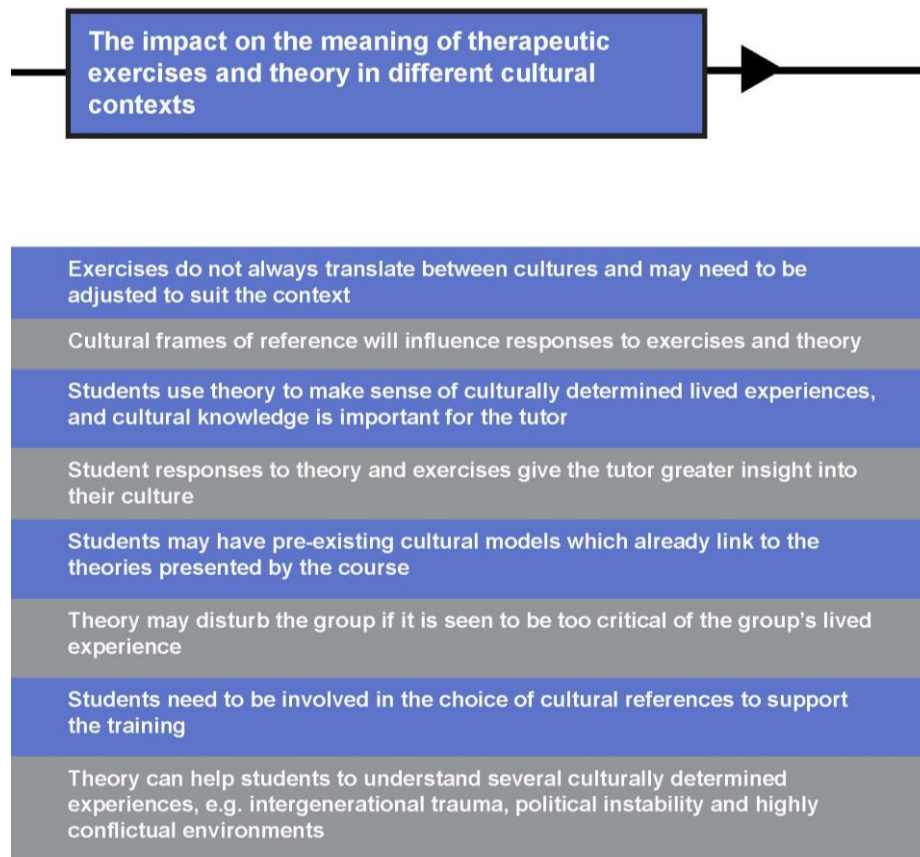 The impact on the meaning of therapeutic
exercises and theory in different cultural
contexts
Exercises do not always translate between cultures and may need to be
adjusted to suit the context
Cultural frames of reference will influence responses to exercises and theory
Students use theory to make sense of culturally determined lived experiences,
and cultural knowledge is important for the tutor
Student responses to theory and exercises give the tutor greater insight into
their culture
Students may have pre-existing cultural models which already link to the
theories presented by the course
Theory may disturb the group if it is seen to be too critical of the group’s lived
experience
Students need to be involved in the choice of cultural references to support
the training
Theory can help students to understand several culturally determined
experiences, e.g. intergenerational trauma, political instability and highly
conflictual environments